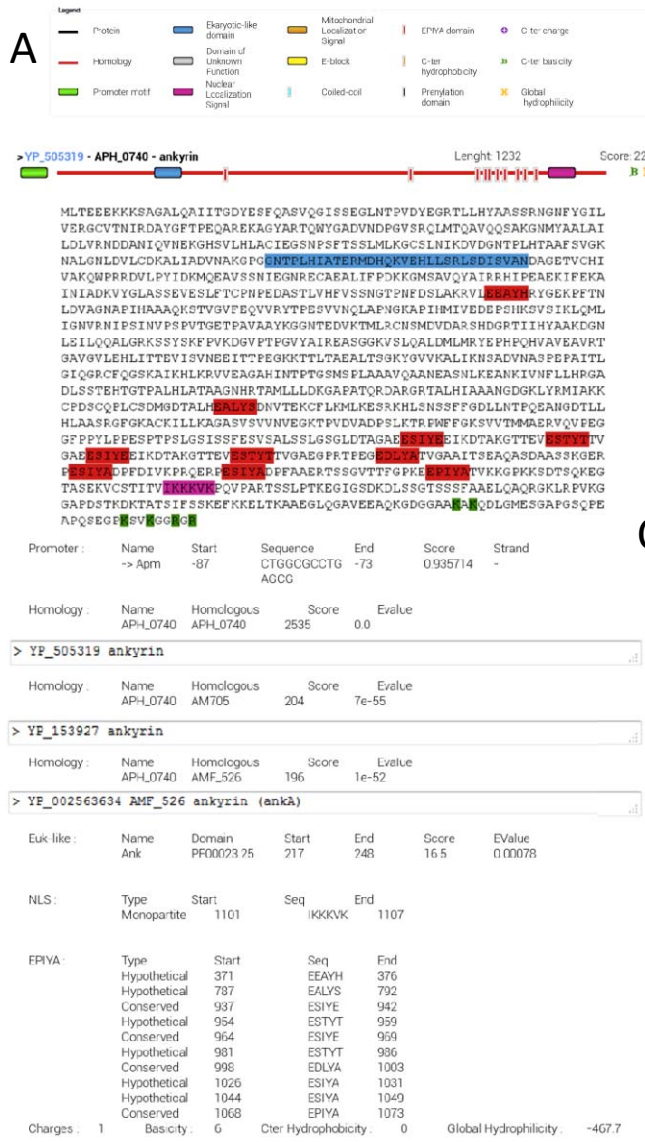 A
Legend
Protein
Ekaryotic-like domain
Mitochondrial Localization Signal
EPIYA domain
C-ter charge
Homology
Domain of Unknown Function
E-block
C-ter hydrophobicity
C-ter basicity
Promoter motif
Nuclear Localization Signal
Coiled-coil
Prenylation domain
Global hydrophilicity
>YP_505319 - APH_0740 - ankyrin Lenght: 1232 Score: 22
B
MLTEEEKKKSAGALQAIITGDYESFQASVQGISSEGLNTPVDYEGRTLLHYAASSRNGNFYGIL
VERGCVTNIRDAYGFTPEQAREKAGYARTQWYGADNPGVSRQLMTQAVQQSAKGNMYAALAI
LDLVRNDDANIQVNEKGHSVLHLACIEGSNPSFTSSLMLKGCSLNIKDVDGNTPLHTAAFSVGK
NALGNLDVLCDKALIADVNAKGPGGNTPLHIATERMDHQKVEHLLSRLSDISVANDAGETVCHI
VAKQWPRRDVLPYIDKMQEAVSSNIEGNRECAEALIFPDKKGMSAVQYAIRRHIPEAEKIFEKA
INIADKVYGLASSEVESLFTCPNPEDASTLVHFVSSNGTPNFDSLAKRVLEEAYHRYGEKPFTN
LDVAGNAPIHAAAQKSTVGVFEQVVRYTPESVVNQLAPNGKAPIHMIVEDEPSHKSVSIKLQML
IGNVRNIPSINVPSPVTGETPAVAAYKGGNTEDVKTMLRCNSMDVDARSHDGRTIIHYAAKDGN
LEILQQALGRKSSYSKFPVKDGVPTPGVYAIREASGGKVSLQALDMLMRYEPHPQHVAVEAVRT
GAVGVLEHLITTEVISVNEEITTPEGKKTTLTAEALTSGKYGVVKALIKNSADVNASPEPAITL
GIQGRCFQGSKAIKHLKRVVEAGAHINTPTGSMSPLAAAVQAANEASNLKEANKIVNFLLHRGA
DLSSTEHTGTPALHLATAAGNHRTAMLLLDKGAPATQRDARGRTALHIAAANGDGKLYRMIAKK
CPDSCQPLCSDMGDTALHEALYSDNVTEKCFLKMLKESRKHLSNSSFFGDLLNTPQEANGDTLL
HLAASRGFGKACKILLKAGASVSVVNVEGKTPVDVADPSLKTRPWFFGKSVVTMMAERVQVPEG
GFPPYLPPESPTPSLGSISSFESVSALSSLGSGLDTAGAEESIYEEIKDTAKGTTEVESTYTTV
GAEESIYEEIKDTAKGTTEVESTYTTVGAEGPRTPEGEDLYATVGAAITSEAQASDAASSKGER
PESIYADPFDIVKPRQERPESIYADPFAAERTSSGVTTFGPKEEPIYATVKKGPKKSDTSQKEG
TASEKVCSTITVIKKKVKPQVPARTSSLPTKEGIGSDKDLSSGTSSSFAAELQAQRGKLRPVKG
GAPDSTKDKTATSIFSSKEFKKELTKAAEGLQGAVEEAQKGDGGAAKAKQDLGMESGAPGSQPE
APQSEGPKSVKGGRGR
Promoter : Name Start Sequence End Score Strand
-> Apm -87 CTGGCGCCTG -73 0.935714 -
AGCG
Homology : Name Homologous Score Evalue
APH_0740 APH_0740 2535 0.0
> YP_505319 ankyrin
Homology : Name Homologous Score Evalue
APH_0740 AM705 204 7e-55
> YP_153927 ankyrin
Homology : Name Homologous Score Evalue
APH_0740 AMF_526 196 1e-52
> YP_002563634 AMF_526 ankyrin (ankA)
Euk-like : Name Domain Start End Score EValue
Ank PF00023.25 217 248 16.5 0.00078
NLS : Type Start Seq End
Monopartite 1101 IKKKVK 1107
EPIYA : Type Start Seq End
Hypothetical 371 EEAYH 376
Hypothetical 787 EALYS 792
Conserved 937 ESIYE 942
Hypothetical 954 ESTYT 959
Conserved 964 ESIYE 969
Hypothetical 981 ESTYT 986
Conserved 998 EDLYA 1003
Hypothetical 1026 ESIYA 1031
Hypothetical 1044 ESIYA 1049
Conserved 1068 EPIYA 1073
Charges : 1 Basicity : 6 Cter Hydrophobicity : 0 Global Hydrophilicity : -467.7